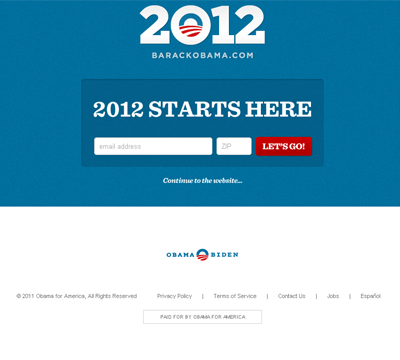 2012
BARACKOBAMA.COM
2012 STARTS HERE
email address ZIP LET'S GO!
Continue to the website...
OBAMA BIDEN
© 2011 Obama for America, All Rights Reserved Privacy Policy | Terms of Service | Contact Us | Jobs | Español
PAID FOR BY OBAMA FOR AMERICA